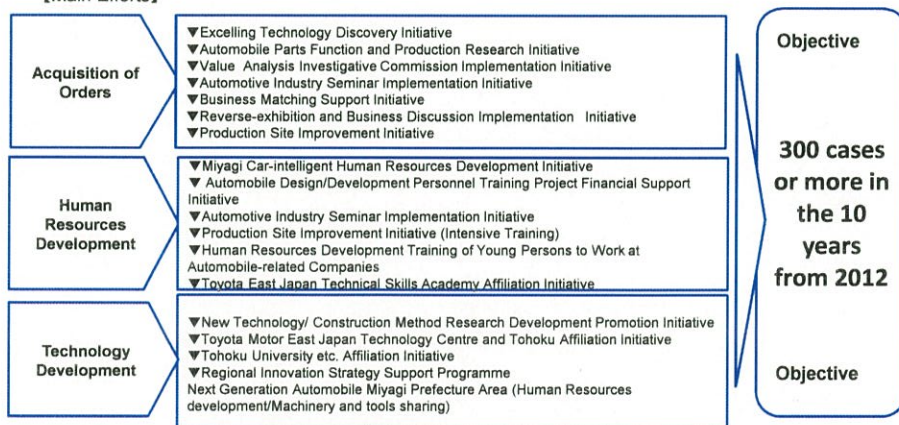 【Main Efforts】
Acquisition of
Orders
▼Excelling Technology Discovery Initiative
▼Automobile Parts Function and Production Research Initiative
▼Value Analysis Investigative Commission Implementation Initiative
▼Automotive Industry Seminar Implementation Initiative
▼Business Matching Support Initiative
▼Reverse-exhibition and Business Discussion Implementation Initiative
▼Production Site Improvement Initiative
Human
Resources
Development
▼Miyagi Car-intelligent Human Resources Development Initiative
▼ Automobile Design/Development Personnel Training Project Financial Support
Initiative
▼Automotive Industry Seminar Implementation Initiative
▼Production Site Improvement Initiative (Intensive Training)
▼Human Resources Development Training of Young Persons to Work at
Automobile-related Companies
▼Toyota East Japan Technical Skills Academy Affiliation Initiative
Technology
Development
▼New Technology/ Construction Method Research Development Promotion Initiative
▼Toyota Motor East Japan Technology Centre and Tohoku Affiliation Initiative
▼Tohoku University etc. Affiliation Initiative
▼Regional Innovation Strategy Support Programme
Next Generation Automobile Miyagi Prefecture Area (Human Resources
development/Machinery and tools sharing)
Objective
300 cases
or more in
the 10
years
from 2012
Objective